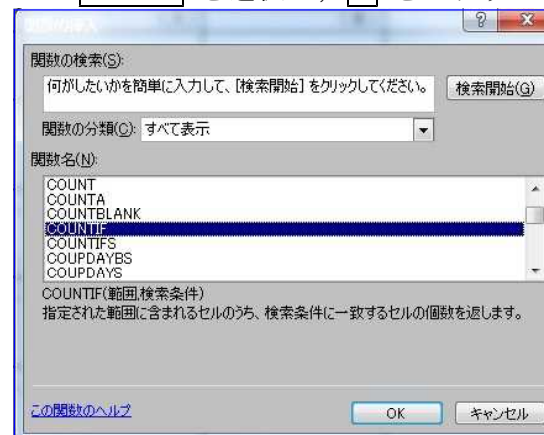 関数の検索(S):
何がしたいかを簡単に入力して、[検索開始] をクリックしてください。
検索開始(G)
関数の分類(C): すべて表示
関数名(N):
COUNT
COUNTA
COUNTBLANK
COUNTIF
COUNTIFS
COUPDAYBS
COUPDAYS
COUNTIF(範囲,検索条件)
指定された範囲に含まれるセルのうち、検索条件に一致するセルの個数を返します。
この関数のヘルプ
OK
キャンセル